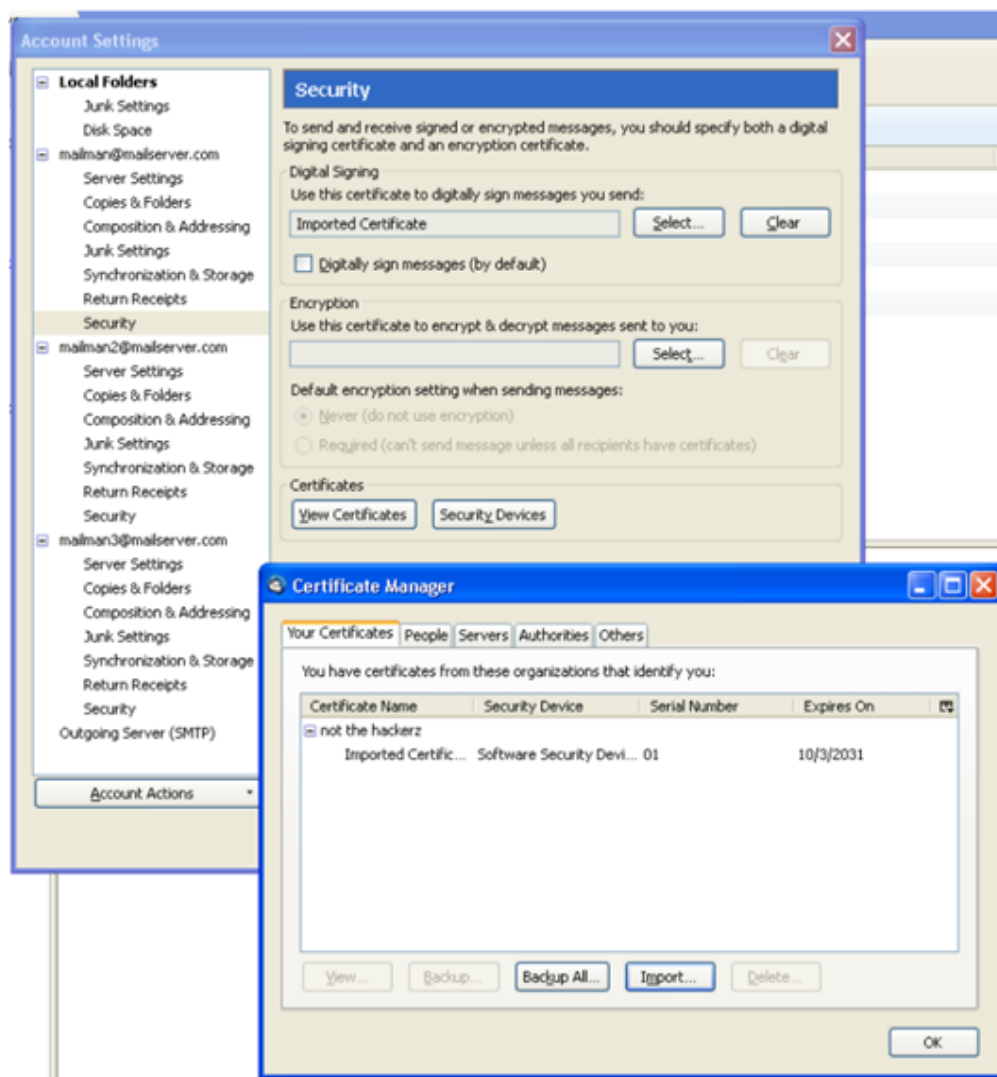 Account Settings
Local Folders
Junk Settings
Disk Space
mailman@mailserver.com
Server Settings
Copies & Folders
Composition & Addressing
Junk Settings
Synchronization & Storage
Return Receipts
Security
mailman2@mailserver.com
Server Settings
Copies & Folders
Composition & Addressing
Junk Settings
Synchronization & Storage
Return Receipts
Security
mailman3@mailserver.com
Server Settings
Copies & Folders
Composition & Addressing
Junk Settings
Synchronization & Storage
Return Receipts
Security
Outgoing Server (SMTP)
Account Actions
Security
To send and receive signed or encrypted messages, you should specify both a digital
signing certificate and an encryption certificate.
Digital Signing
Use this certificate to digitally sign messages you send:
Imported Certificate Select... Clear
Digitally sign messages (by default)
Encryption
Use this certificate to encrypt & decrypt messages sent to you:
Select... Clear
Default encryption setting when sending messages:
Never (do not use encryption)
Required (can't send message unless all recipients have certificates)
Certificates
View Certificates Security Devices
Certificate Manager
Your Certificates People Servers Authorities Others
You have certificates from these organizations that identify you:
Certificate Name Security Device Serial Number Expires On
not the hackerz
Imported Certific... Software Security Devi... 01 10/3/2031
View... Backup... Backup All... Import... Delete...
OK